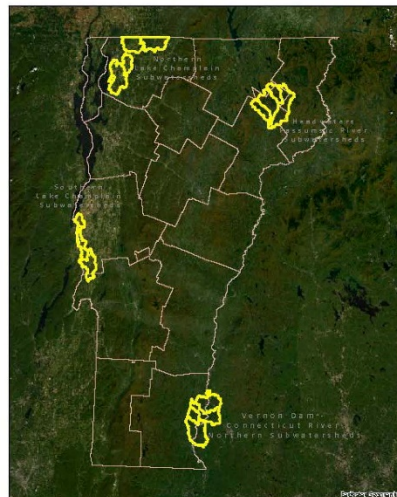 Northern
Lake Champlain
Subwatersheds
Headwaters
Passumpsic River
Subwatersheds
Southern
Lake Champlain
Subwatersheds
Vernon Dam-
Connecticut River
Northern Subwatersheds